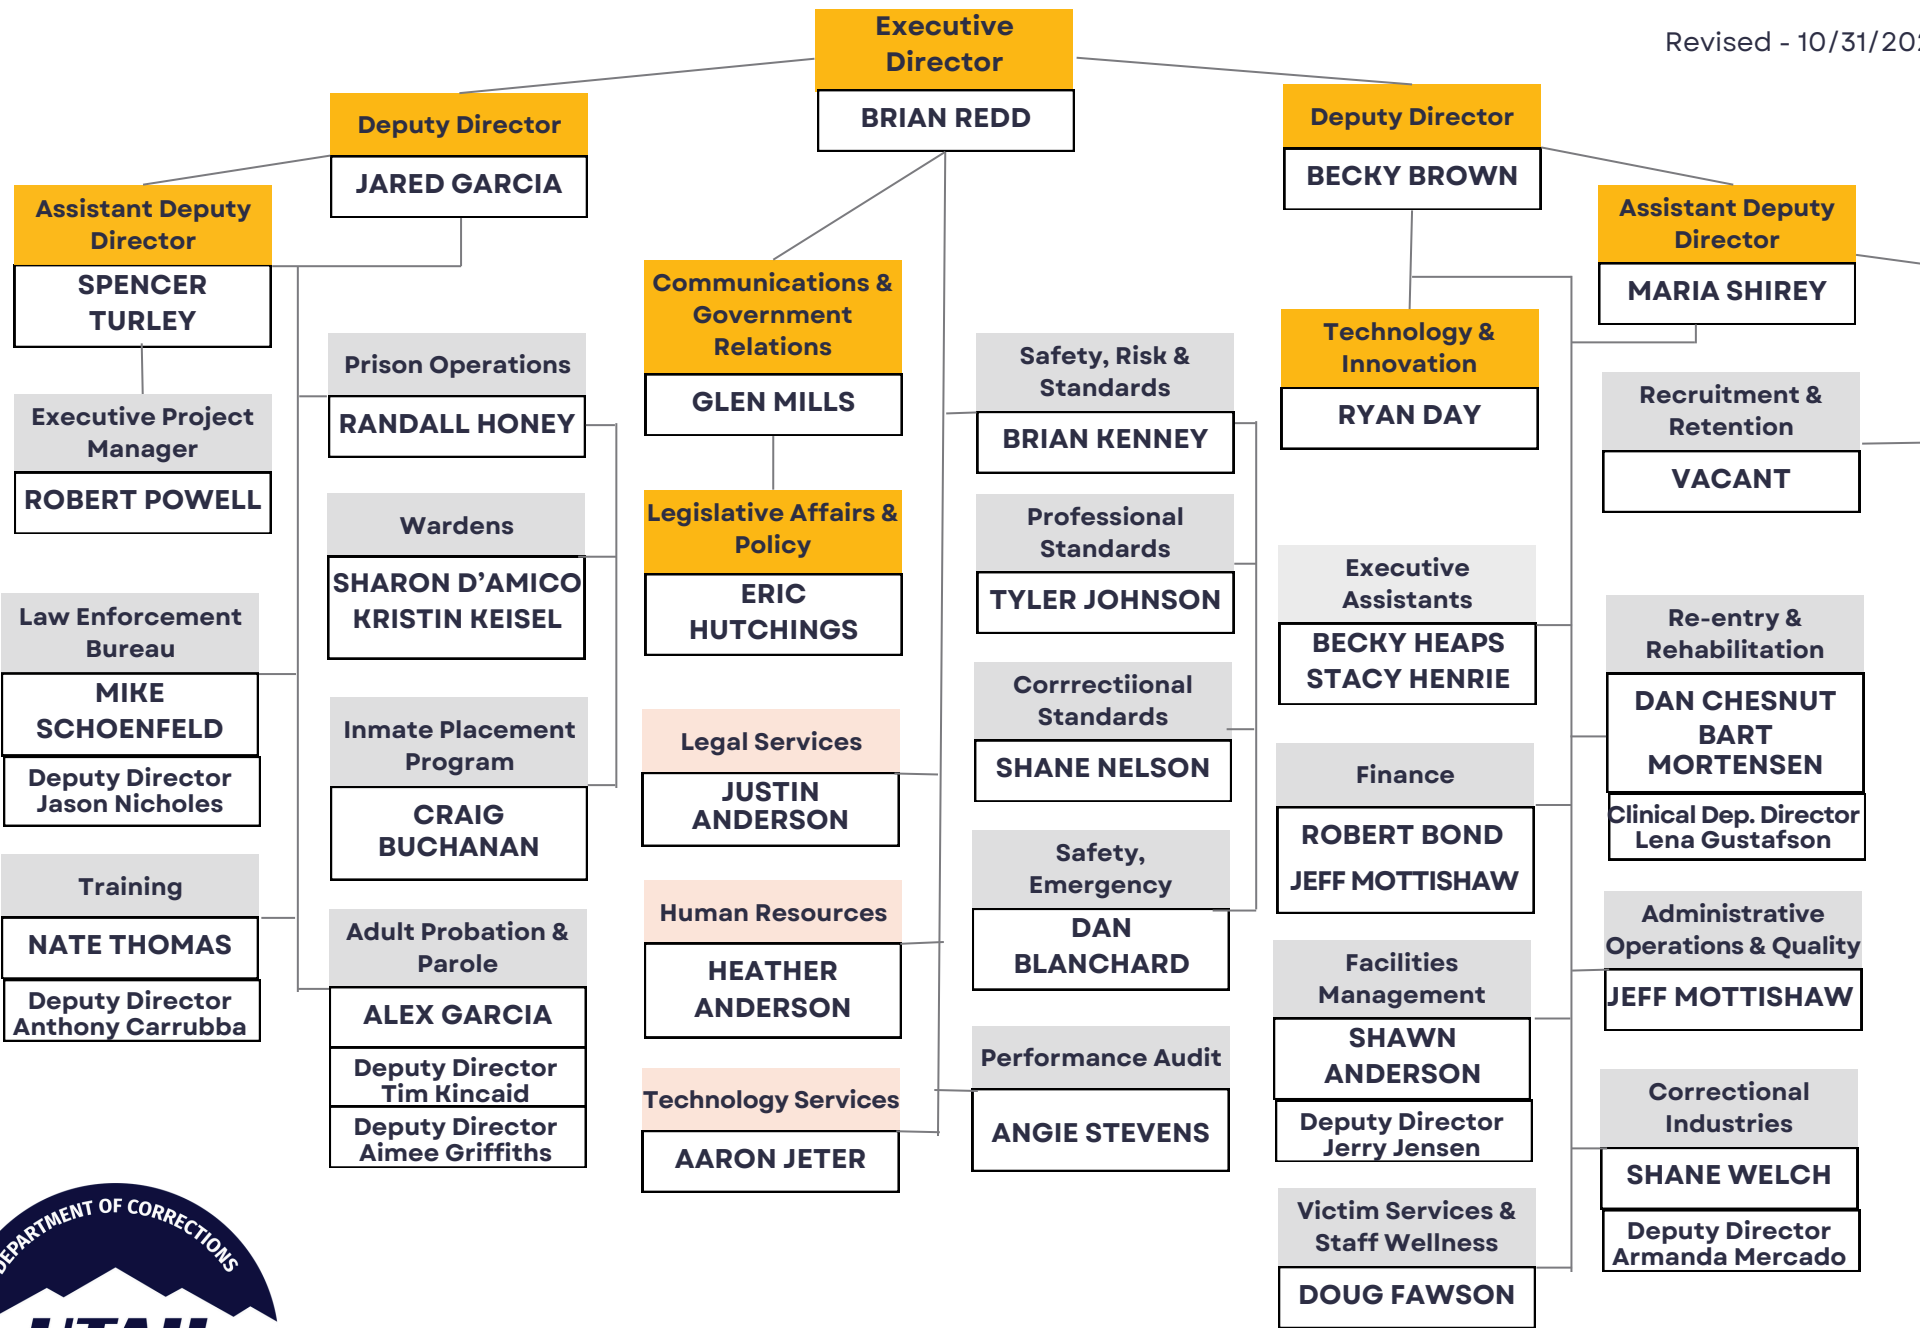 Executive
Director
BRIAN REDD
Revised - 10/31/202
Deputy Director
JARED GARCIA
Deputy Director
BECKY BROWN
Assistant Deputy
Director
SPENCER
TURLEY
Executive Project
Manager
ROBERT POWELL
Law Enforcement
Bureau
MIKE
SCHOENFELD
Deputy Director
Jason Nicholes
Training
NATE THOMAS
Deputy Director
Anthony Carrubba
Prison Operations
RANDALL HONEY
Wardens
SHARON D’AMICO
KRISTIN KEISEL
Inmate Placement
Program
CRAIG
BUCHANAN
Adult Probation &
Parole
ALEX GARCIA
Deputy Director
Tim Kincaid
Deputy Director
Aimee Griffiths
Communications &
Government
Relations
GLEN MILLS
Legislative Affairs &
Policy
ERIC
HUTCHINGS
Legal Services
JUSTIN
ANDERSON
Human Resources
HEATHER
ANDERSON
Technology Services
AARON JETER
Safety, Risk &
Standards
BRIAN KENNEY
Professional
Standards
TYLER JOHNSON
Corrrectiional
Standards
SHANE NELSON
Safety,
Emergency
DAN
BLANCHARD
Performance Audit
ANGIE STEVENS
Technology &
Innovation
RYAN DAY
Executive
Assistants
BECKY HEAPS
STACY HENRIE
Finance
ROBERT BOND
JEFF MOTTISHAW
Facilities
Management
SHAWN
ANDERSON
Deputy Director
Jerry Jensen
Victim Services &
Staff Wellness
DOUG FAWSON
Assistant Deputy
Director
MARIA SHIREY
Recruitment &
Retention
VACANT
Re-entry &
Rehabilitation
DAN CHESNUT
BART
MORTENSEN
Clinical Dep. Director
Lena Gustafson
Administrative
Operations & Quality
JEFF MOTTISHAW
Correctional
Industries
SHANE WELCH
Deputy Director
Armanda Mercado
DEPARTMENT OF CORRECTIONS
UTAH